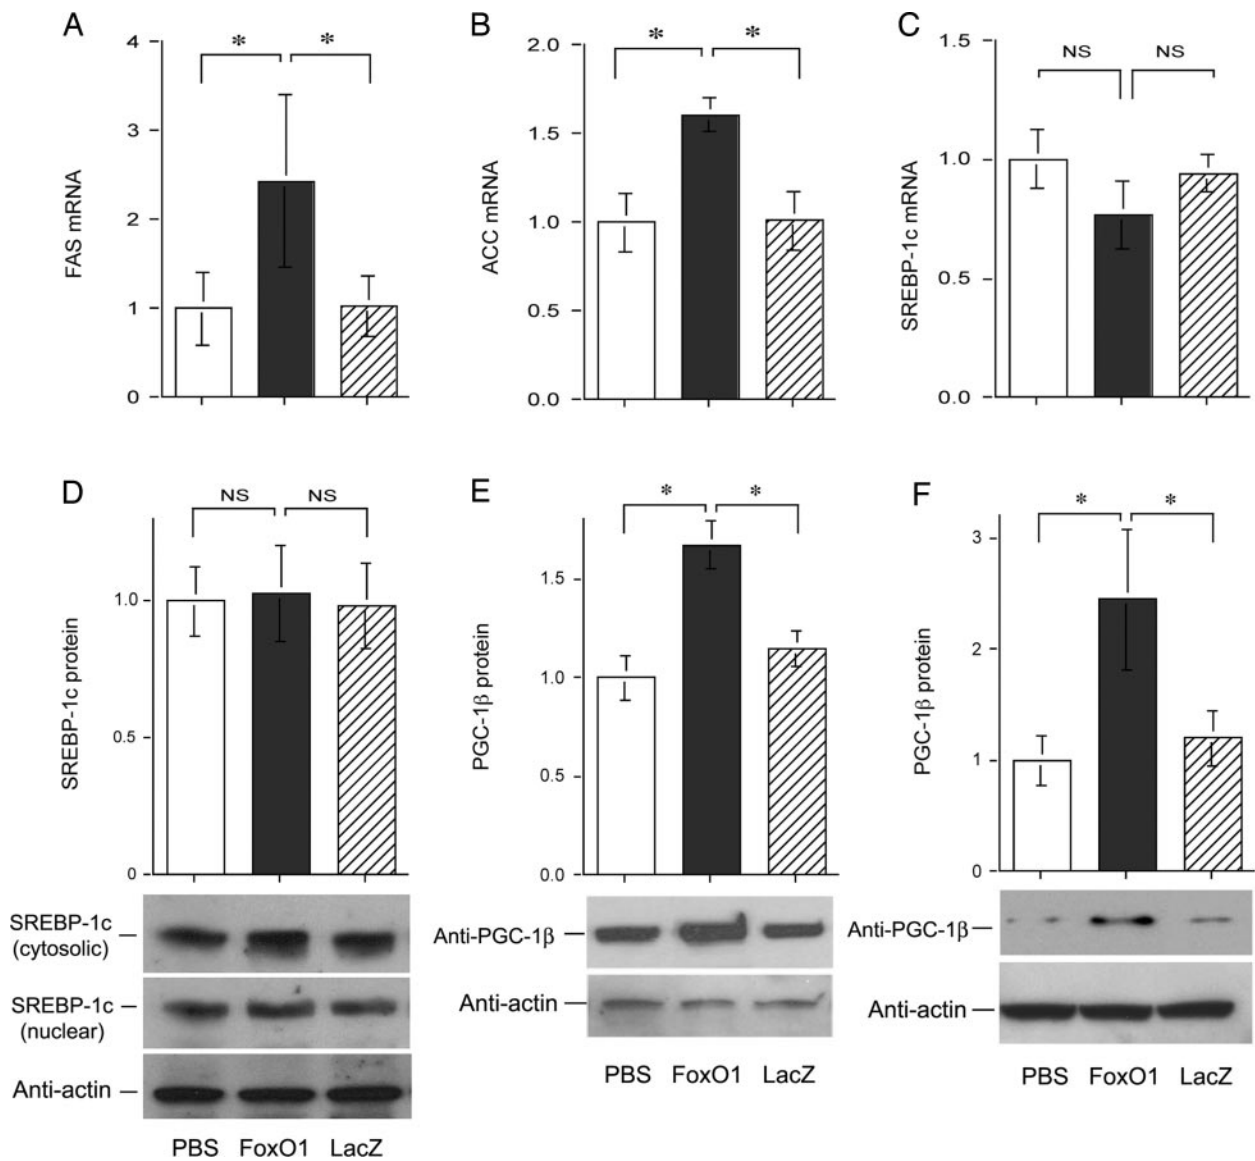 A
4
3
2
1
0
FAS mRNA
*
*
B
2.0
1.5
1.0
0.5
0.0
ACC mRNA
*
*
C
1.5
1.0
0.5
0.0
SREBP-1c mRNA
NS
NS
D
1.0
0.5
0
SREBP-1c protein
NS
NS
SREBP-1c
(cytosolic)
SREBP-1c
(nuclear)
Anti-actin
PBS FoxO1 LacZ
E
1.5
1.0
0.5
0.0
PGC-1β protein
*
*
Anti-PGC-1β
Anti-actin
PBS FoxO1 LacZ
F
3
2
1
0
PGC-1β protein
*
*
Anti-PGC-1β
Anti-actin
PBS FoxO1 LacZ